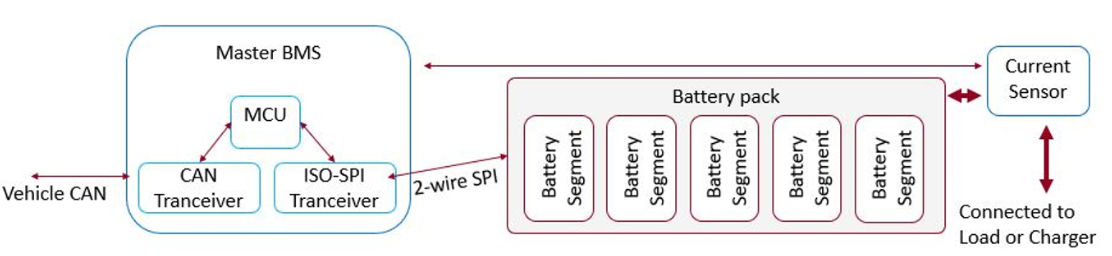 Master BMS
MCU
CAN
Tranceiver
ISO-SPI
Tranceiver
Vehicle CAN
2-wire SPI
Battery pack
Battery
Segment
Battery
Segment
Battery
Segment
Battery
Segment
Battery
Segment
Current
Sensor
Connected to
Load or Charger